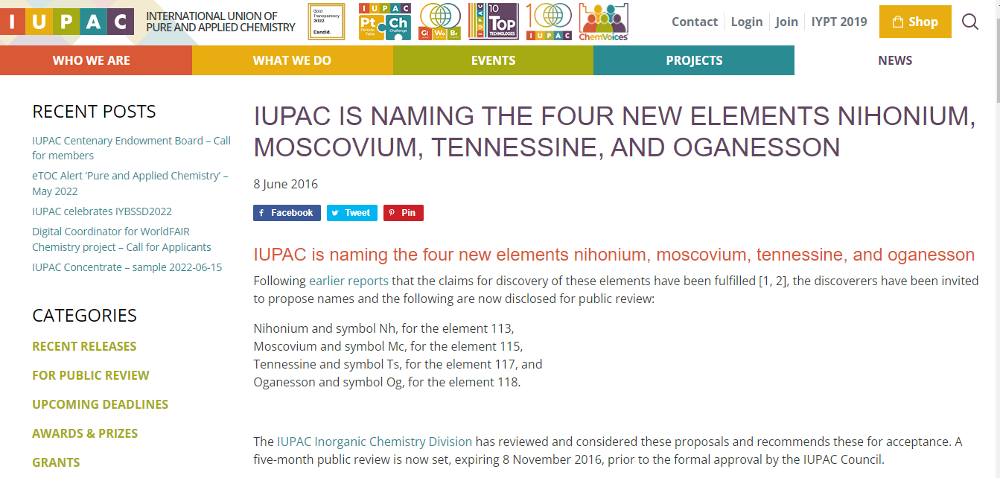 I U P A C
INTERNATIONAL UNION OF
PURE AND APPLIED CHEMISTRY
Gold
Transparency
2022
Candid.
I U P A C
Pt Ch
Periodic
Table
Challenge
GI Wo Br
IUPAC
10
TOP
TECHNOLOGIES
100
I U P A C
ChemVoices
Contact
Login
Join
IYPT 2019
Shop
WHO WE ARE
WHAT WE DO
EVENTS
PROJECTS
NEWS
RECENT POSTS
IUPAC Centenary Endowment Board – Call
for members
eTOC Alert ‘Pure and Applied Chemistry’ –
May 2022
IUPAC celebrates IYBSSD2022
Digital Coordinator for WorldFAIR
Chemistry project – Call for Applicants
IUPAC Concentrate – sample 2022-06-15
CATEGORIES
RECENT RELEASES
FOR PUBLIC REVIEW
UPCOMING DEADLINES
AWARDS & PRIZES
GRANTS
IUPAC IS NAMING THE FOUR NEW ELEMENTS NIHONIUM,
MOSCOVIUM, TENNESSINE, AND OGANESSON
8 June 2016
Facebook
Tweet
Pin
IUPAC is naming the four new elements nihonium, moscovium, tennessine, and oganesson
Following earlier reports that the claims for discovery of these elements have been fulfilled [1, 2], the discoverers have been invited
to propose names and the following are now disclosed for public review:
Nihonium and symbol Nh, for the element 113,
Moscovium and symbol Mc, for the element 115,
Tennessine and symbol Ts, for the element 117, and
Oganesson and symbol Og, for the element 118.
The IUPAC Inorganic Chemistry Division has reviewed and considered these proposals and recommends these for acceptance. A
five-month public review is now set, expiring 8 November 2016, prior to the formal approval by the IUPAC Council.